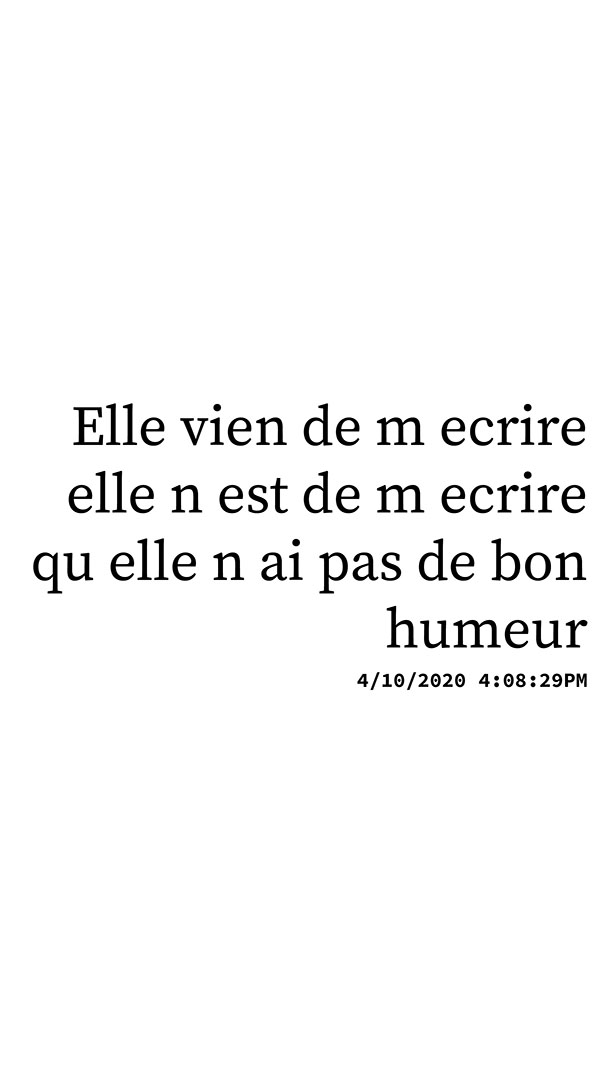 Elle vien de m ecrire
elle n est de m ecrire
qu elle n ai pas de bon
humeur
4/10/2020 4:08:29PM